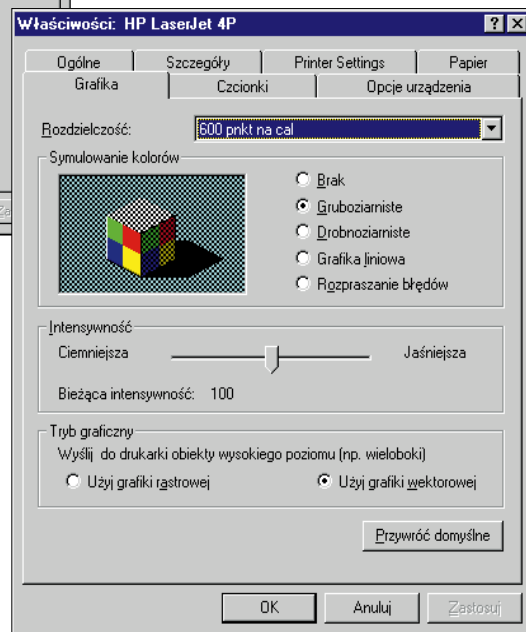 Właściwości: HP LaserJet 4P
Ogólne Szczegóły Printer Settings Papier
Grafika Czcionki Opcje urządzenia
Rozdzielczość: 600 pnkt na cal
Symulowanie kolorów
Brak
Gruboziarniste
Drobnoziarniste
Grafika liniowa
Rozpraszanie błędów
Intensywność
Ciemniejsza Jaśniejsza
Bieżąca intensywność: 100
Tryb graficzny
Wyślij do drukarki obiekty wysokiego poziomu (np. wieloboki)
Użyj grafiki rastrowej Użyj grafiki wektorowej
Przywróć domyślne
OK Anuluj Zastosuj